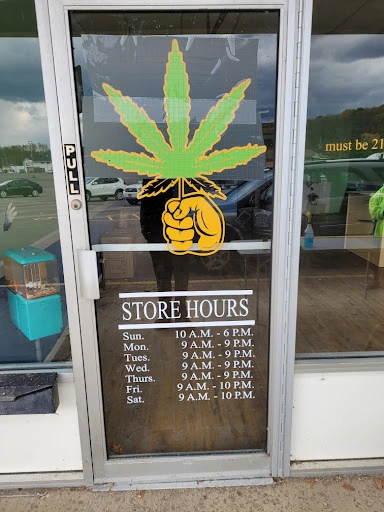 PULL
must be 21
STORE HOURS
Sun. 10 A.M. - 6 P.M.
Mon. 9 A.M. - 9 P.M.
Tues. 9 A.M. - 9 P.M.
Wed. 9 A.M. - 9 P.M.
Thurs. 9 A.M. - 9 P.M.
Fri. 9 A.M. - 10 P.M.
Sat. 9 A.M. - 10 P.M.